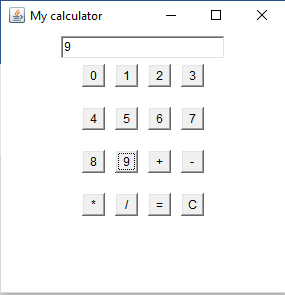 My calculator
9
0 1 2 3
4 5 6 7
8 9 + -
* / = C